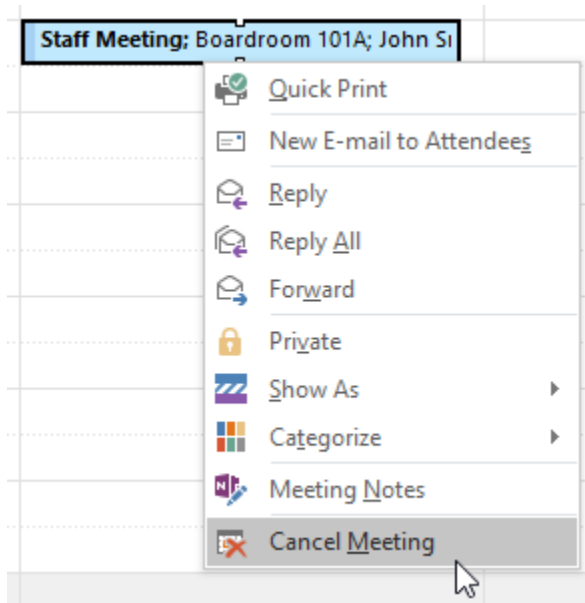 Staff Meeting; Boardroom 101A; John
Quick Print
New E-mail to Attendees
Reply
Reply All
Forward
Private
Show As
Categorize
Meeting Notes
Cancel Meeting